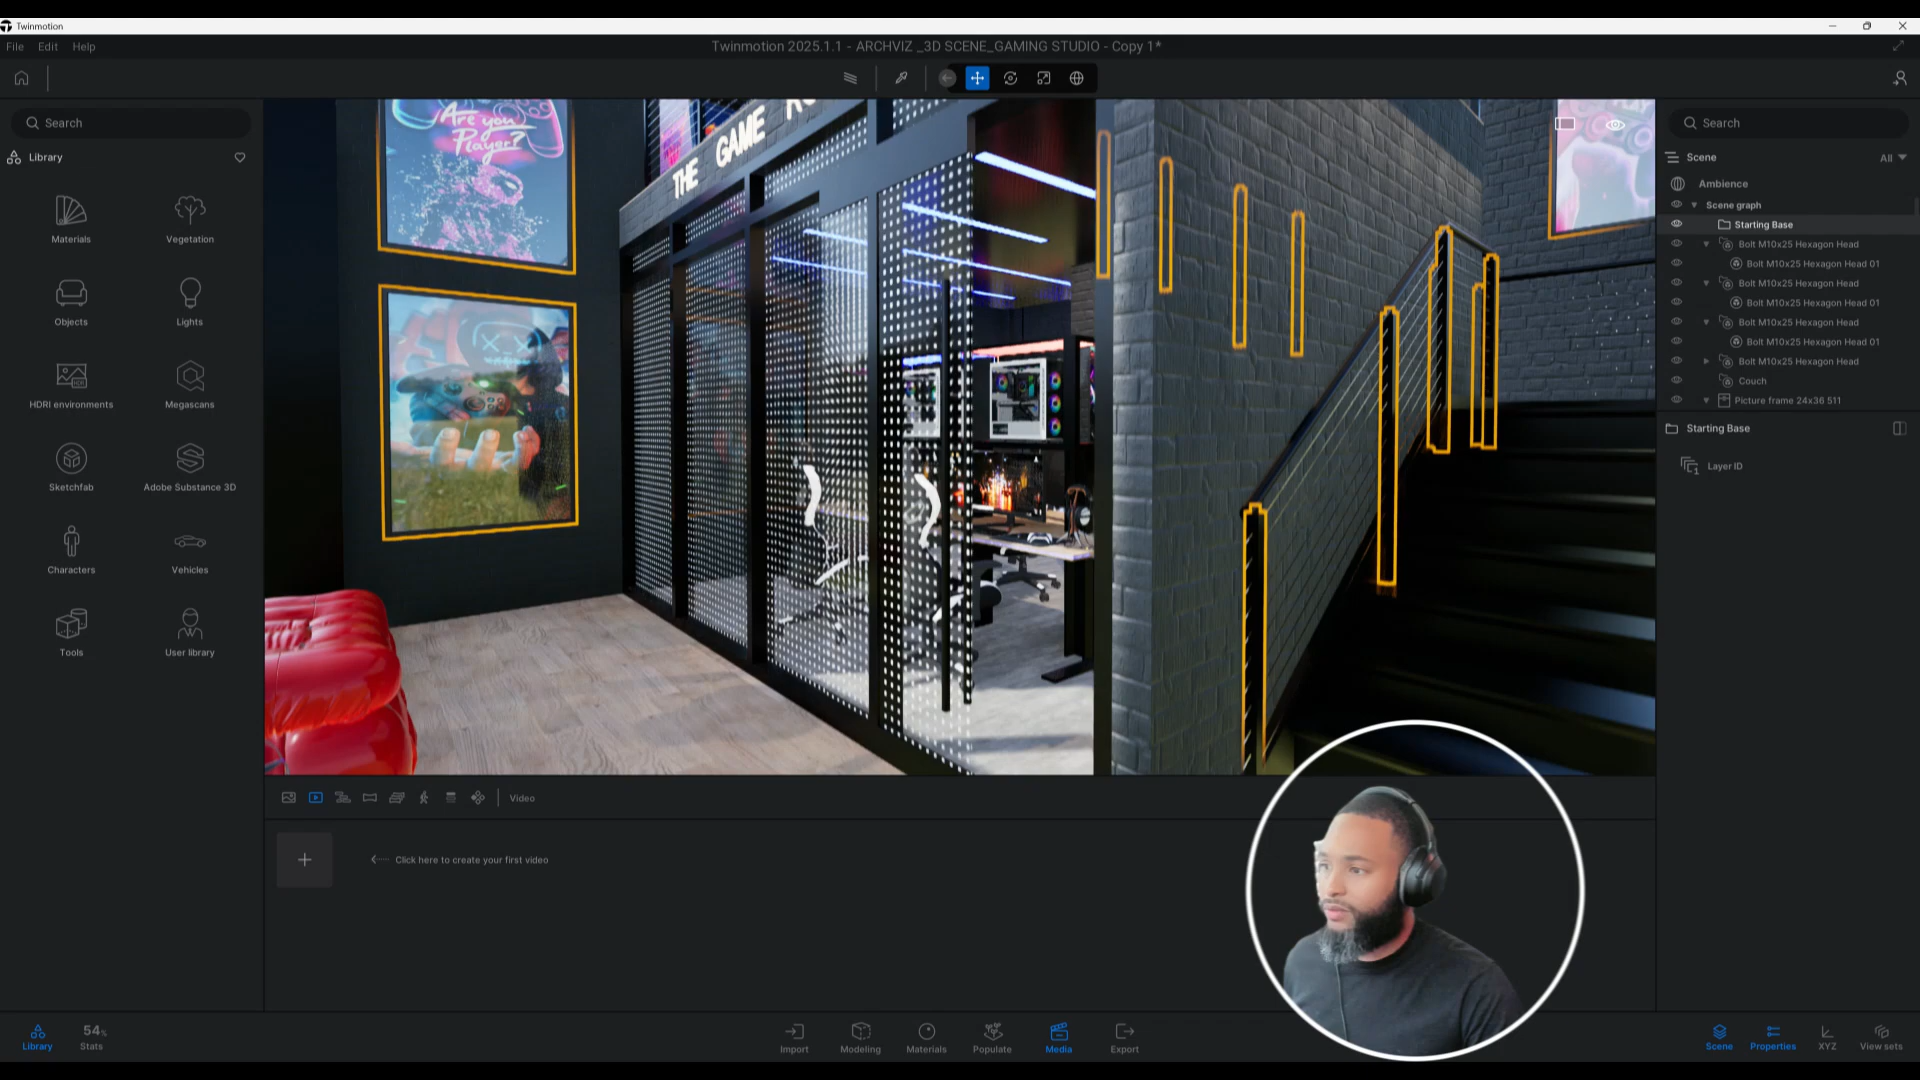 Twinmotion
File Edit Help
Twinmotion 2025.1.1 - ARCHVIZ _3D SCENE_GAMING STUDIO - Copy 1*
Search
Library
Materials
Vegetation
Objects
Lights
HDRI environments
Megascans
Sketchfab
Adobe Substance 3D
Characters
Vehicles
Tools
User library
Are you
Player?
THE GAME
Search
Scene
All
Ambience
Scene graph
Starting Base
Bolt M10x25 Hexagon Head
Bolt M10x25 Hexagon Head 01
Bolt M10x25 Hexagon Head
Bolt M10x25 Hexagon Head 01
Bolt M10x25 Hexagon Head
Bolt M10x25 Hexagon Head 01
Bolt M10x25 Hexagon Head
Couch
Picture frame 24x36 511
Starting Base
Layer ID
Video
Click here to create your first video
Library
54%
Stats
Import
Modeling
Materials
Populate
Media
Export
Scene
Properties
XYZ
View sets